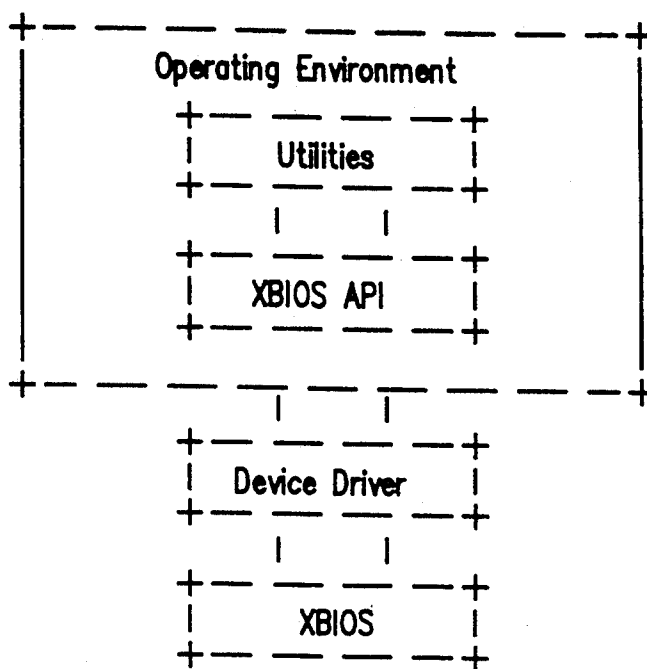 Operating Environment
Utilities
XBIOS API
Device Driver
XBIOS